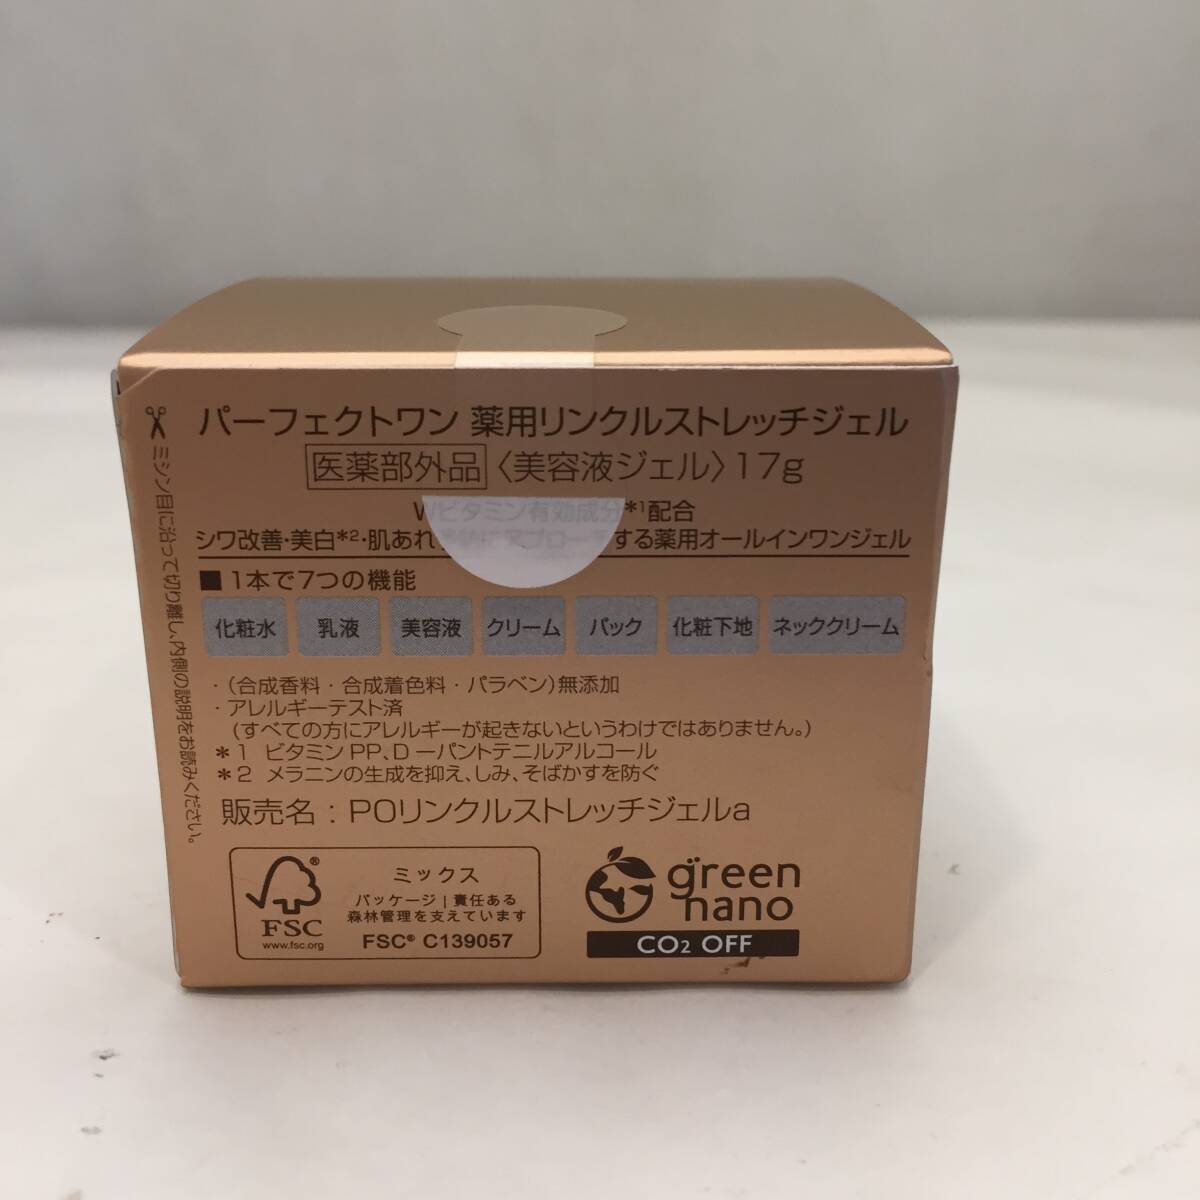 パーフェクトワン 薬用リンクルストレッチジェル
医薬部外品 〈美容液ジェル〉17g
Wビタミン有効成分*1配合
シワ改善・美白*2・肌あれ アプローチする薬用オールインワンジェル
■1本で7つの機能
化粧水 乳液 美容液 クリーム パック 化粧下地 ネッククリーム
・(合成香料・合成着色料・パラベン)無添加
・アレルギーテスト済
(すべての方にアレルギーが起きないというわけではありません。)
*1 ビタミンPP、D-パントテニルアルコール
*2 メラニンの生成を抑え、しみ、そばかすを防ぐ
販売名:POリンクルストレッチジェルa
ミシン目に沿って切り離し、内側の説明をお読みください。
FSC®
www.fsc.org
ミックス
パッケージ|責任ある
森林管理を支えています
FSC® C139057
green
nano
CO2 OFF